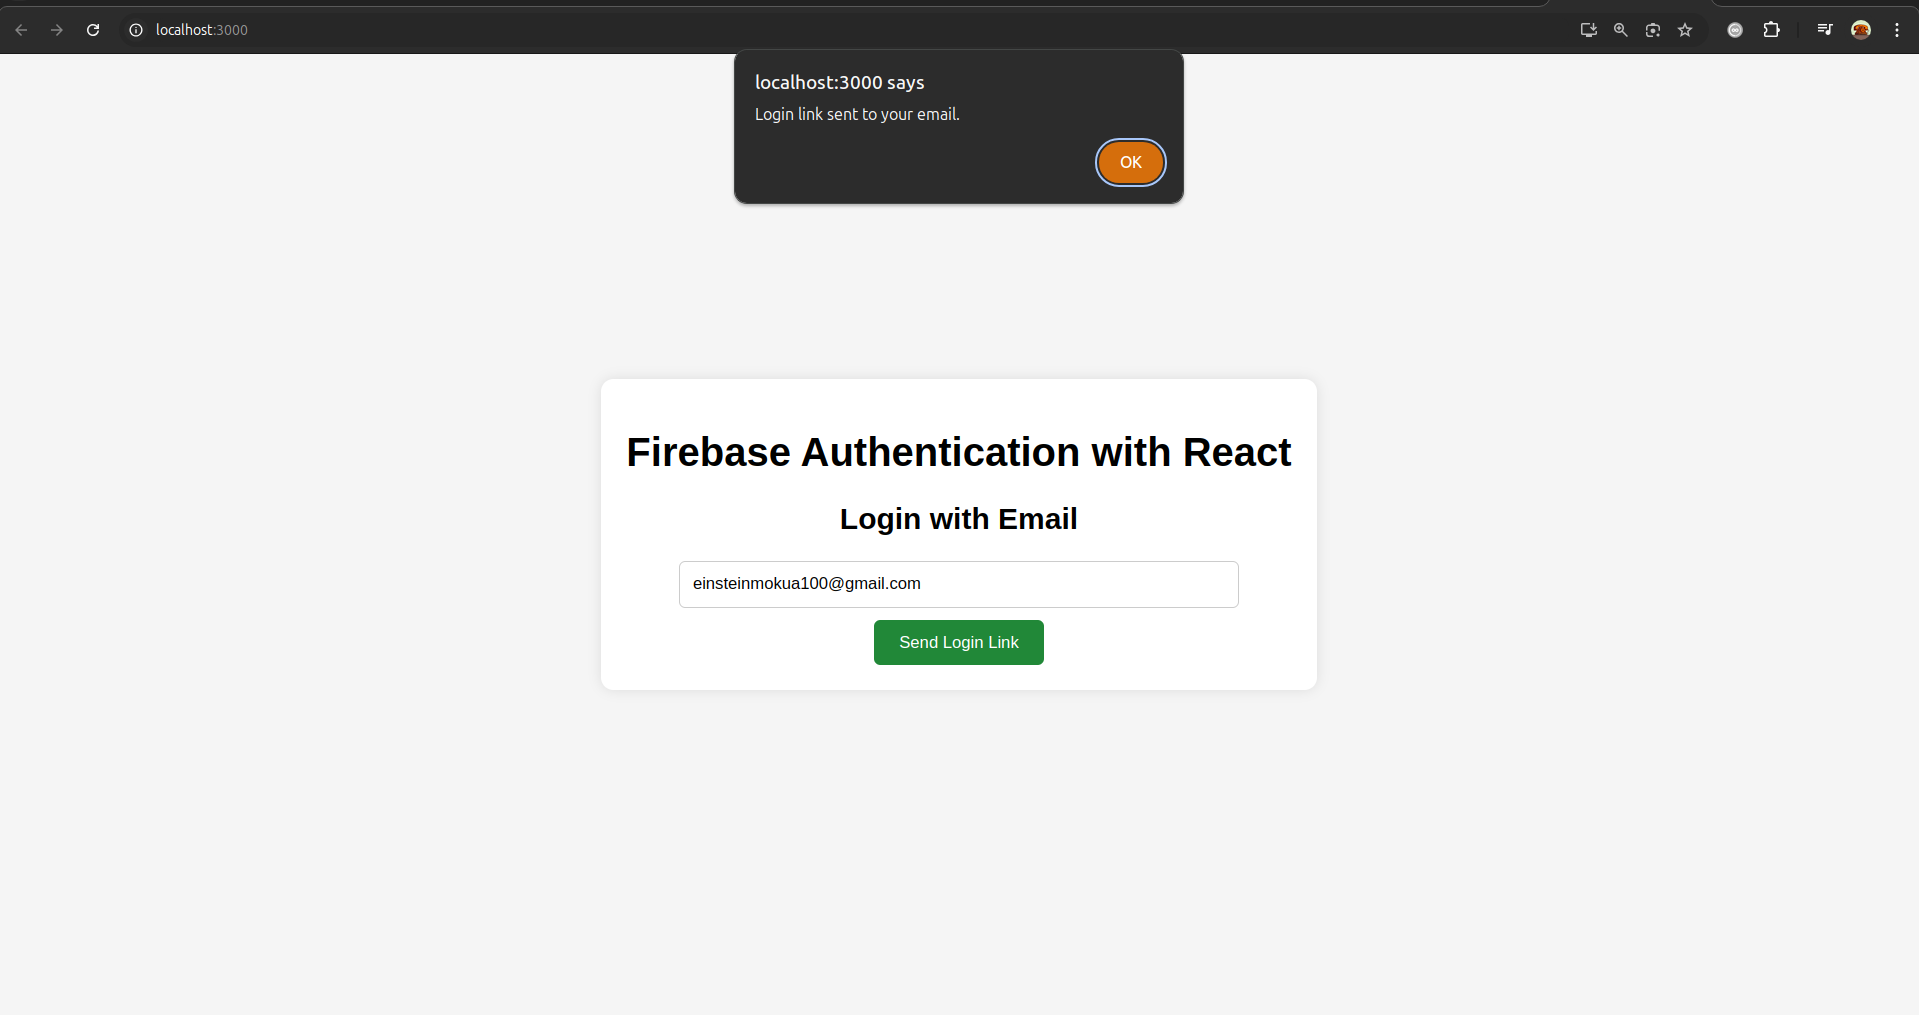 localhost:3000
localhost:3000 says
Login link sent to your email.
OK
Firebase Authentication with React
Login with Email
einsteinmokua100@gmail.com
Send Login Link